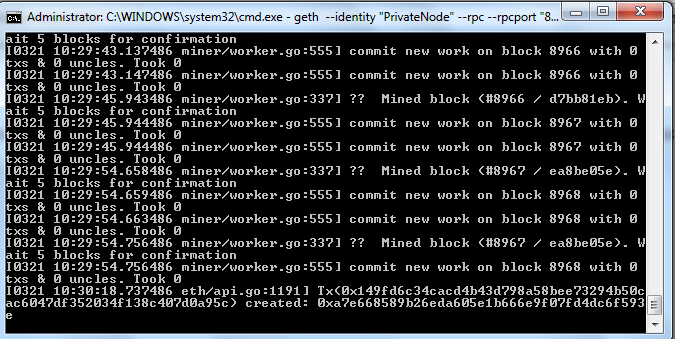 Administrator: C:\WINDOWS\system32\cmd.exe - geth  --identity "PrivateNode" --rpc --rpcport "8...
ait 5 blocks for confirmation
I0321 10:29:43.137486 miner/worker.go:555] commit new work on block 8966 with 0
txs & 0 uncles. Took 0
I0321 10:29:43.147486 miner/worker.go:555] commit new work on block 8966 with 0
txs & 0 uncles. Took 0
I0321 10:29:45.943486 miner/worker.go:337] ??  Mined block (#8966 / d7bb81eb). W
ait 5 blocks for confirmation
I0321 10:29:45.944486 miner/worker.go:555] commit new work on block 8967 with 0
txs & 0 uncles. Took 0
I0321 10:29:45.944486 miner/worker.go:555] commit new work on block 8967 with 0
txs & 0 uncles. Took 0
I0321 10:29:54.658486 miner/worker.go:337] ??  Mined block (#8967 / ea8be05e). W
ait 5 blocks for confirmation
I0321 10:29:54.659486 miner/worker.go:555] commit new work on block 8968 with 0
txs & 0 uncles. Took 0
I0321 10:29:54.663486 miner/worker.go:555] commit new work on block 8968 with 0
txs & 0 uncles. Took 0
I0321 10:29:54.756486 miner/worker.go:337] ??  Mined block (#8967 / ea8be05e). W
ait 5 blocks for confirmation
I0321 10:29:54.756486 miner/worker.go:555] commit new work on block 8968 with 0
txs & 0 uncles. Took 0
I0321 10:30:18.737486 eth/api.go:1191] Tx(0x149fd6c34cacd4b43d798a58bee73294b50c
ac6047df352034f138c407d0a95c) created: 0xa7e668589b26eda605e1b666e9f07fd4dc6f593
e